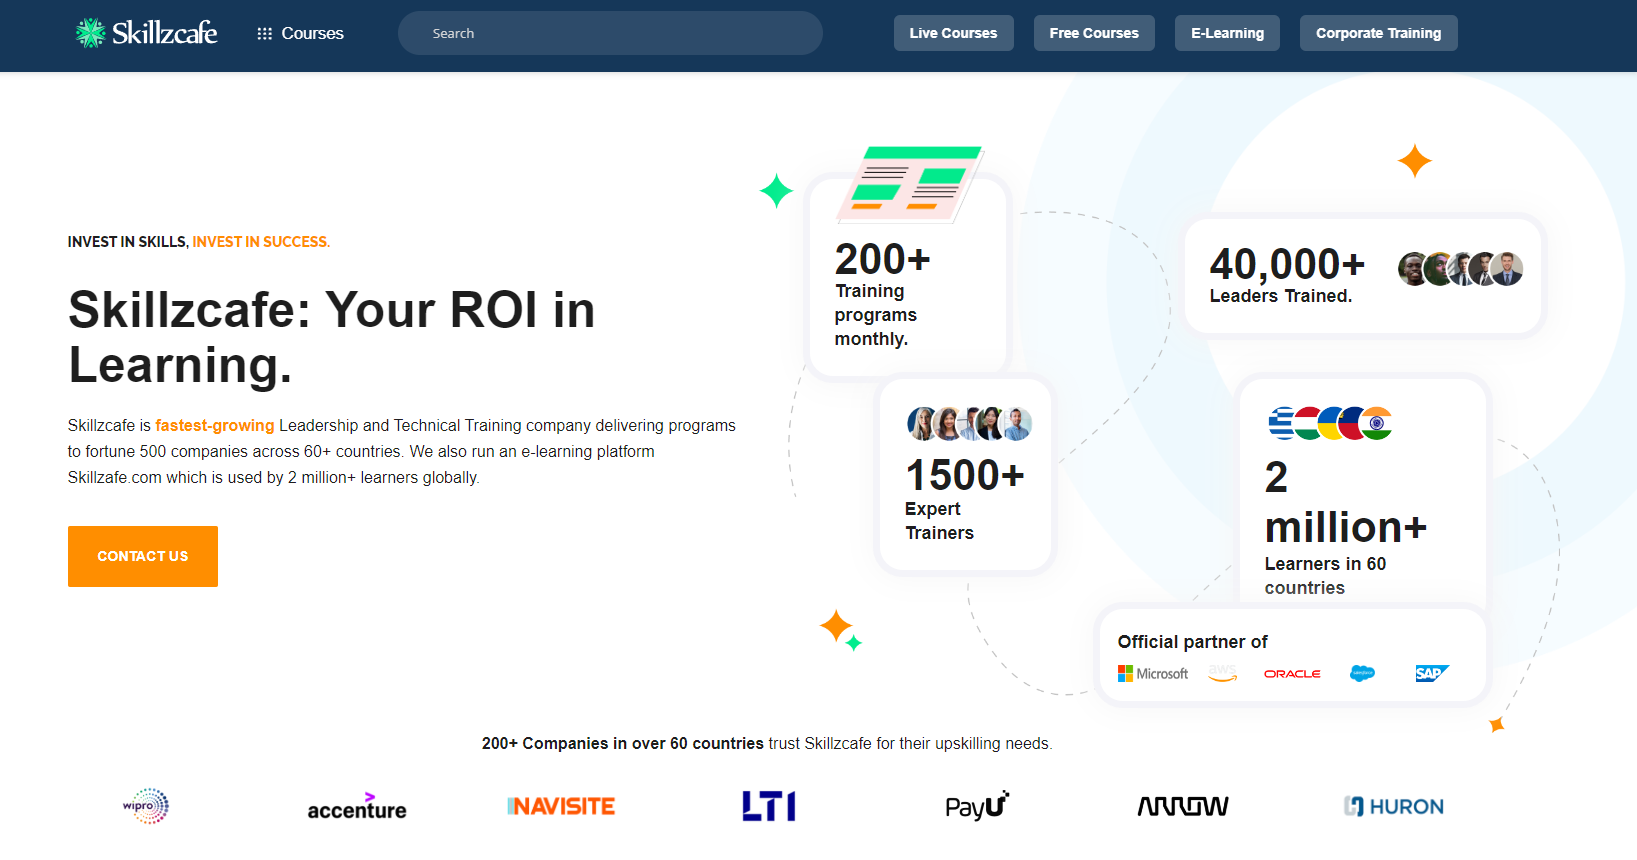 Skillzcafe
Courses
Search
Live Courses
Free Courses
E-Learning
Corporate Training
INVEST IN SKILLS, INVEST IN SUCCESS.
Skillzcafe: Your ROI in
Learning.
Skillzcafe is fastest-growing Leadership and Technical Training company delivering programs
to fortune 500 companies across 60+ countries. We also run an e-learning platform
Skillzafe.com which is used by 2 million+ learners globally.
CONTACT US
200+
Training
programs
monthly.
40,000+
Leaders Trained.
1500+
Expert
Trainers
2
million+
Learners in 60
countries
Official partner of
Microsoft
aws
ORACLE
salesforce
SAP
200+ Companies in over 60 countries trust Skillzcafe for their upskilling needs.
wipro
accenture
NAVISITE
LTI
PayU
ARROW
HURON